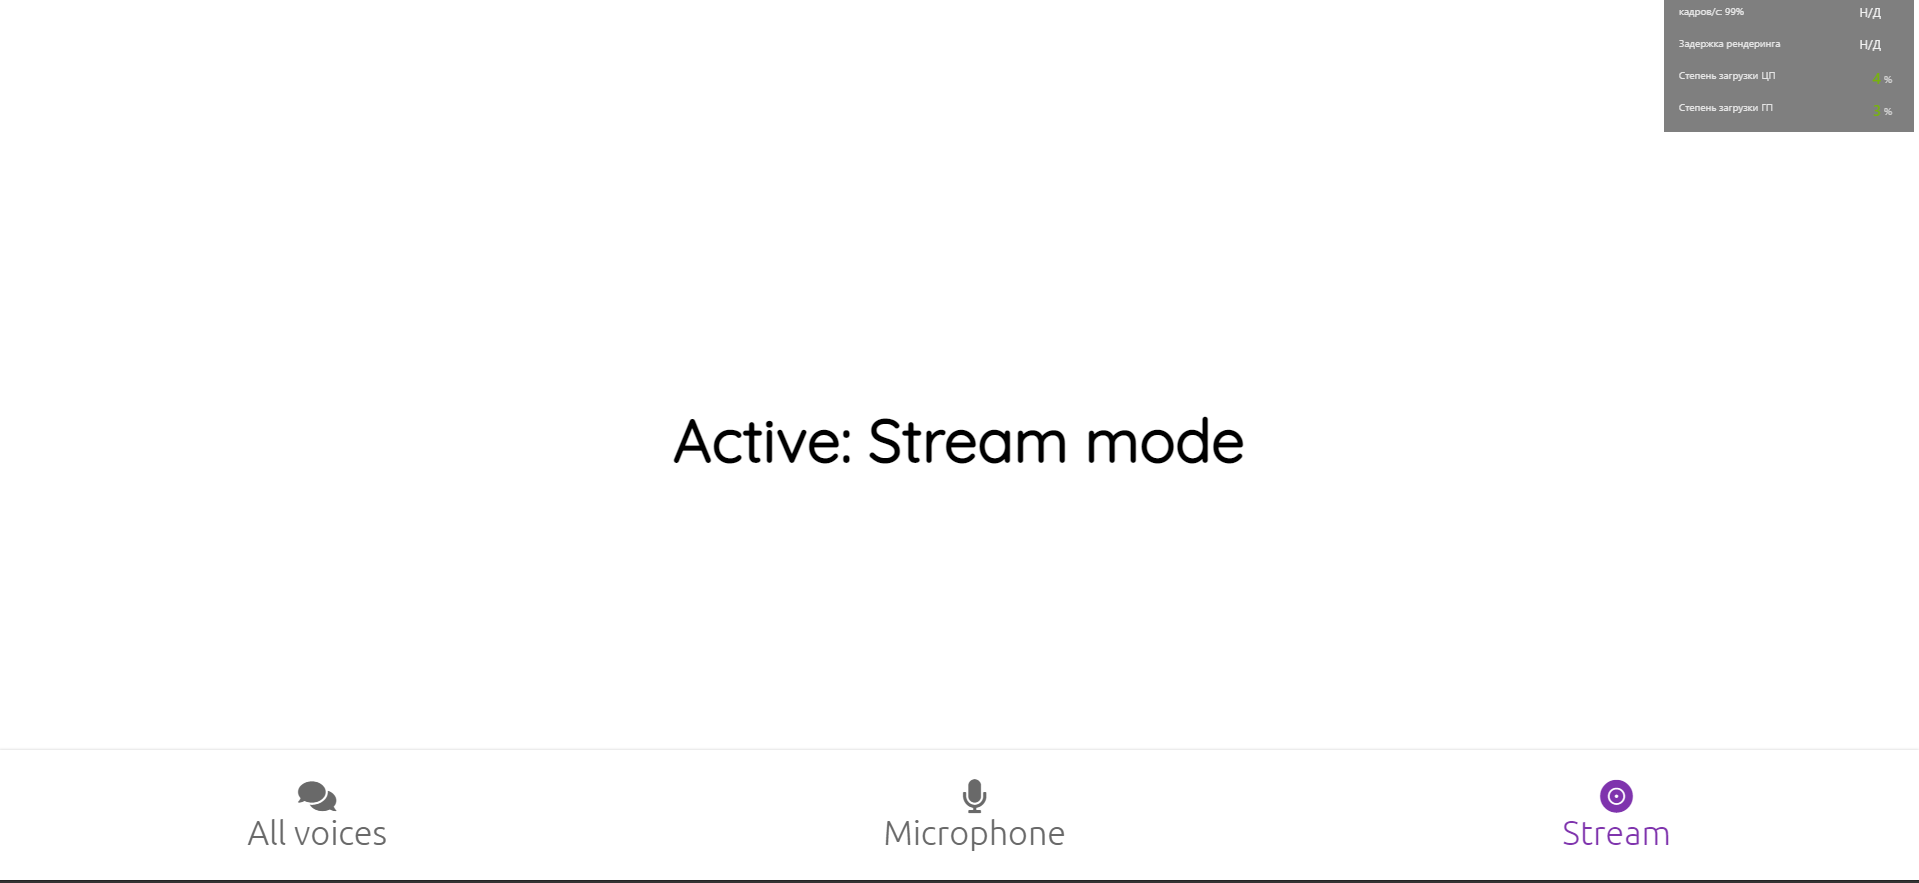 кадров/с: 99% Н/Д
Задержка рендеринга Н/Д
Степень загрузки ЦП 4 %
Степень загрузки ГП 3 %
Active: Stream mode
All voices
Microphone
Stream